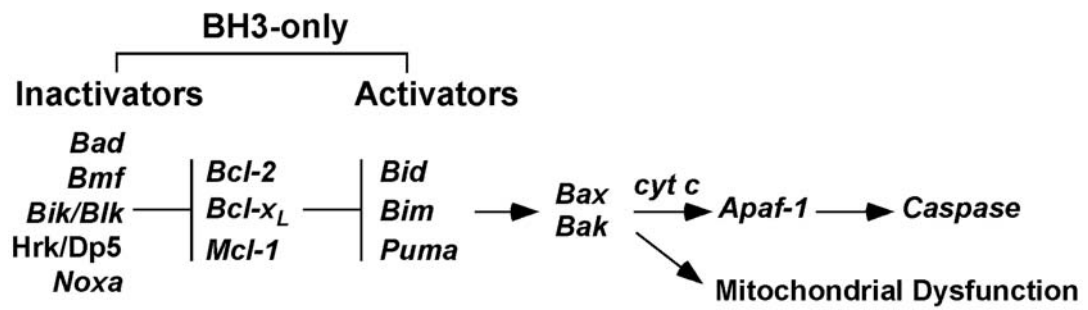 BH3-only
Inactivators
Activators
Bad
Bmf
Bik/Blk
Hrk/Dp5
Noxa
Bcl-2
Bcl-xL
Mcl-1
Bid
Bim
Puma
Bax
Bak
cyt c
Apaf-1
Caspase
Mitochondrial Dysfunction